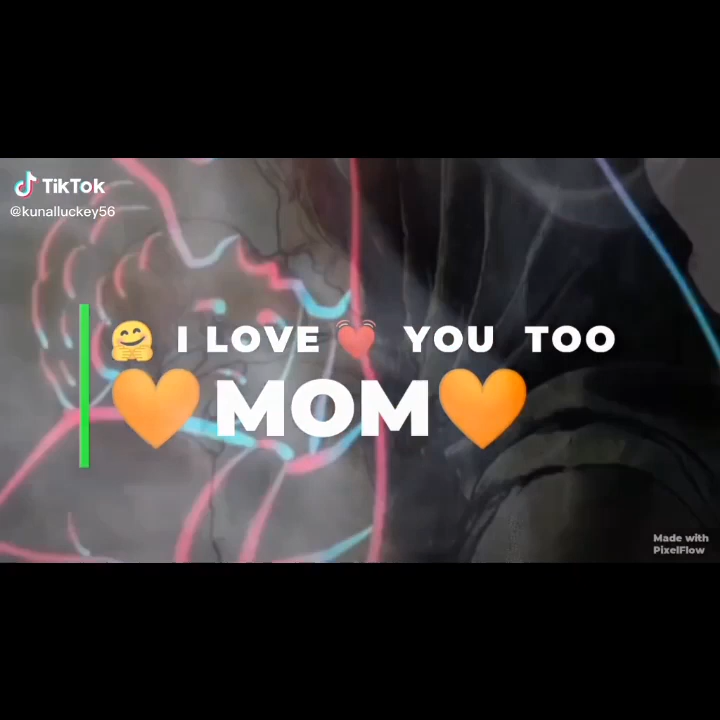 TikTok
@kunalluckey56
🤗 I LOVE 💓 YOU TOO
🧡MOM🧡
Made with
PixelFlow